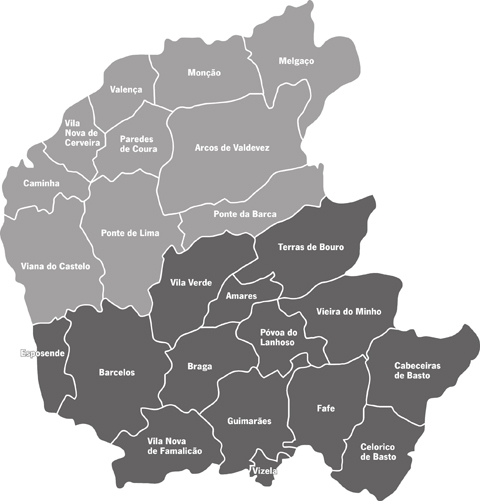 Melgaço
Monção
Valença
Vila
Nova de
Cerveira
Paredes
de Coura
Arcos de Valdevez
Caminha
Ponte da Barca
Ponte de Lima
Terras de Bouro
Viana do Castelo
Vila Verde
Amares
Vieira do Minho
Póvoa do
Lanhoso
Esposende
Barcelos
Braga
Cabeceiras
de Basto
Guimarães
Fafe
Vila Nova
de Famalicão
Celorico
de Basto
Vizela